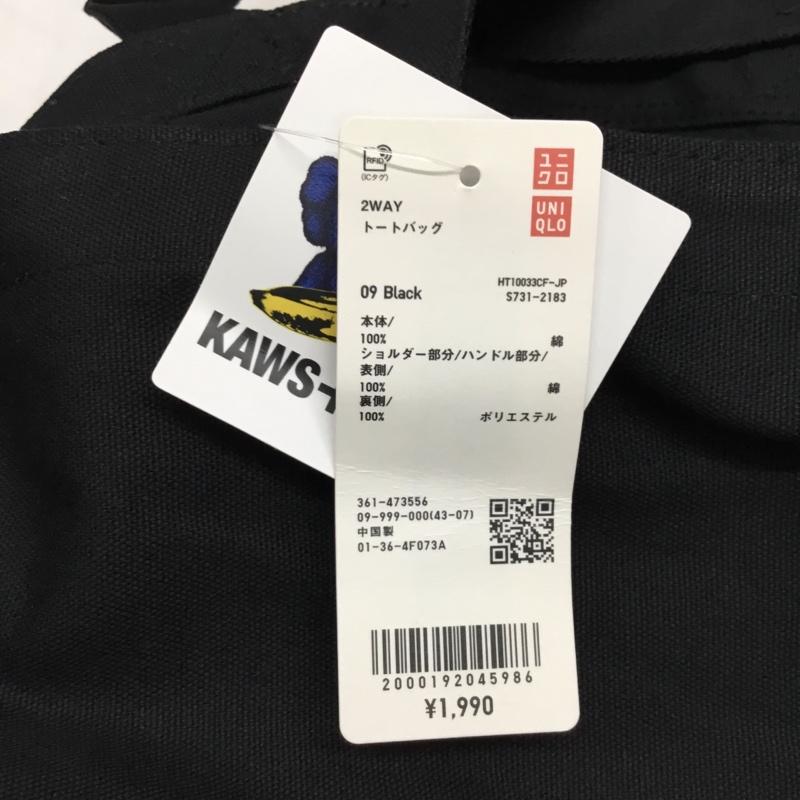 RFID
(ICタグ)
ユニ
クロ
UNI
QLO
2WAY
トートバッグ
09 Black
HT10033CF-JP
S731-2183
本体/
100% 綿
ショルダー部分/ハンドル部分/
表側/
100% 綿
裏側/
100% ポリエステル
361-473556
09-999-000(43-07)
中国製
01-36-4F073A
2000192045986
¥1,990
KAWS